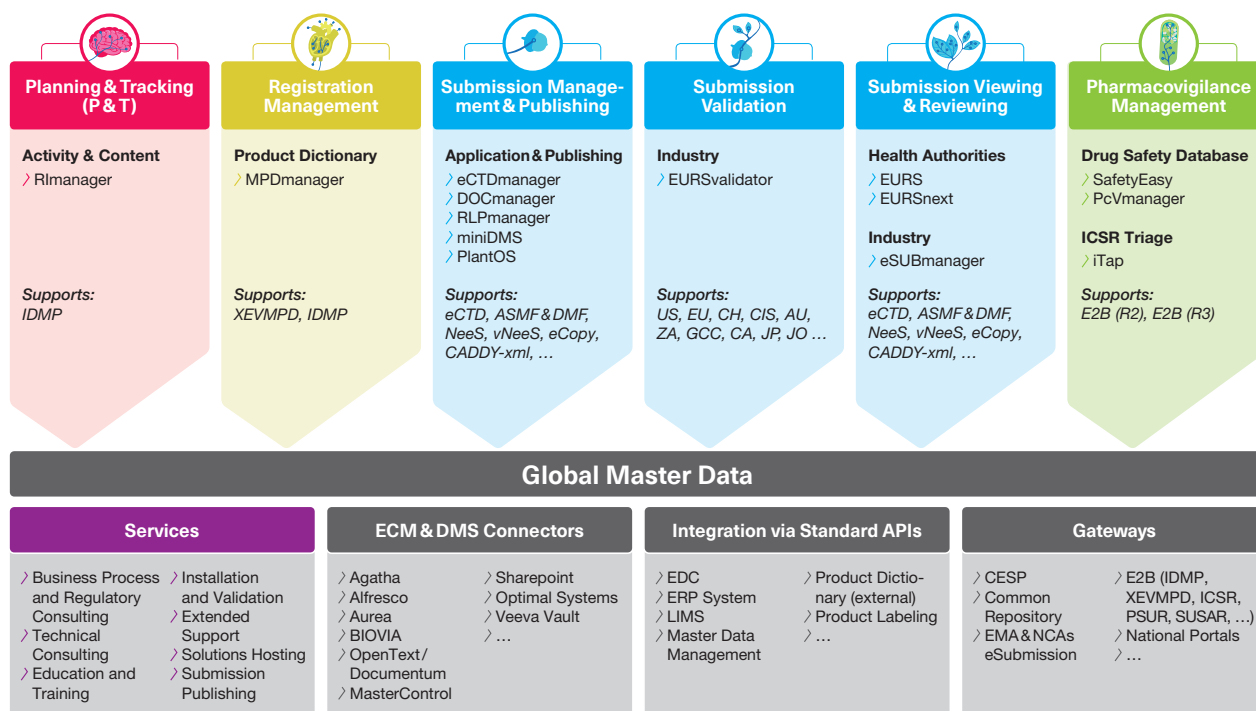 Planning & Tracking
(P & T)
Activity & Content
〉RImanager
Supports:
IDMP
Registration
Management
Product Dictionary
〉MPDmanager
Supports:
XEVMPD, IDMP
Submission Manage-
ment & Publishing
Application & Publishing
〉eCTDmanager
〉DOCmanager
〉RLPmanager
〉miniDMS
〉PlantOS
Supports:
eCTD, ASMF & DMF,
NeeS, vNeeS, eCopy,
CADDY-xml, …
Submission
Validation
Industry
〉EURSvalidator
Supports:
US, EU, CH, CIS, AU,
ZA, GCC, CA, JP, JO …
Submission Viewing
& Reviewing
Health Authorities
〉EURS
〉EURSnext
Industry
〉eSUBmanager
Supports:
eCTD, ASMF & DMF,
NeeS, vNeeS, eCopy,
CADDY-xml, …
Pharmacovigilance
Management
Drug Safety Database
〉SafetyEasy
〉PcVmanager
ICSR Triage
〉iTap
Supports:
E2B (R2), E2B (R3)
Global Master Data
Services
〉Business Process
and Regulatory
Consulting
〉Technical
Consulting
〉Education and
Training
〉Installation
and Validation
〉Extended
Support
〉Solutions Hosting
〉Submission
Publishing
ECM & DMS Connectors
〉Agatha
〉Alfresco
〉Aurea
〉BIOVIA
〉OpenText/
Documentum
〉MasterControl
〉Sharepoint
〉Optimal Systems
〉Veeva Vault
〉…
Integration via Standard APIs
〉EDC
〉ERP System
〉LIMS
〉Master Data
Management
〉Product Dictio-
nary (external)
〉Product Labeling
〉…
Gateways
〉CESP
〉Common
Repository
〉EMA & NCAs
eSubmission
〉E2B (IDMP,
XEVMPD, ICSR,
PSUR, SUSAR, …)
〉National Portals
〉…